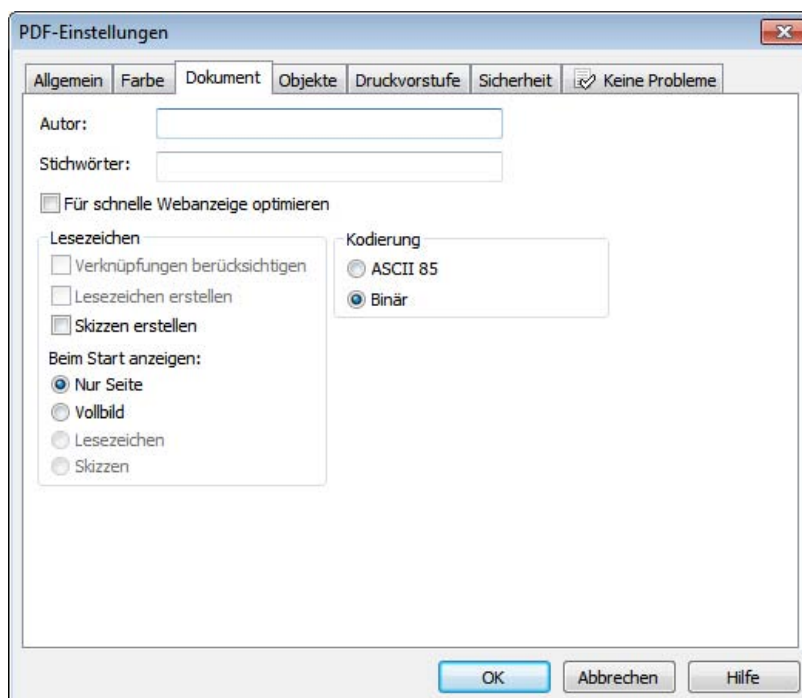 PDF-Einstellungen
Allgemein Farbe Dokument Objekte Druckvorstufe Sicherheit Keine Probleme
Autor:
Stichwörter:
Für schnelle Webanzeige optimieren
Lesezeichen
Verknüpfungen berücksichtigen
Lesezeichen erstellen
Skizzen erstellen
Beim Start anzeigen:
Nur Seite
Vollbild
Lesezeichen
Skizzen
Kodierung
ASCII 85
Binär
OK Abbrechen Hilfe